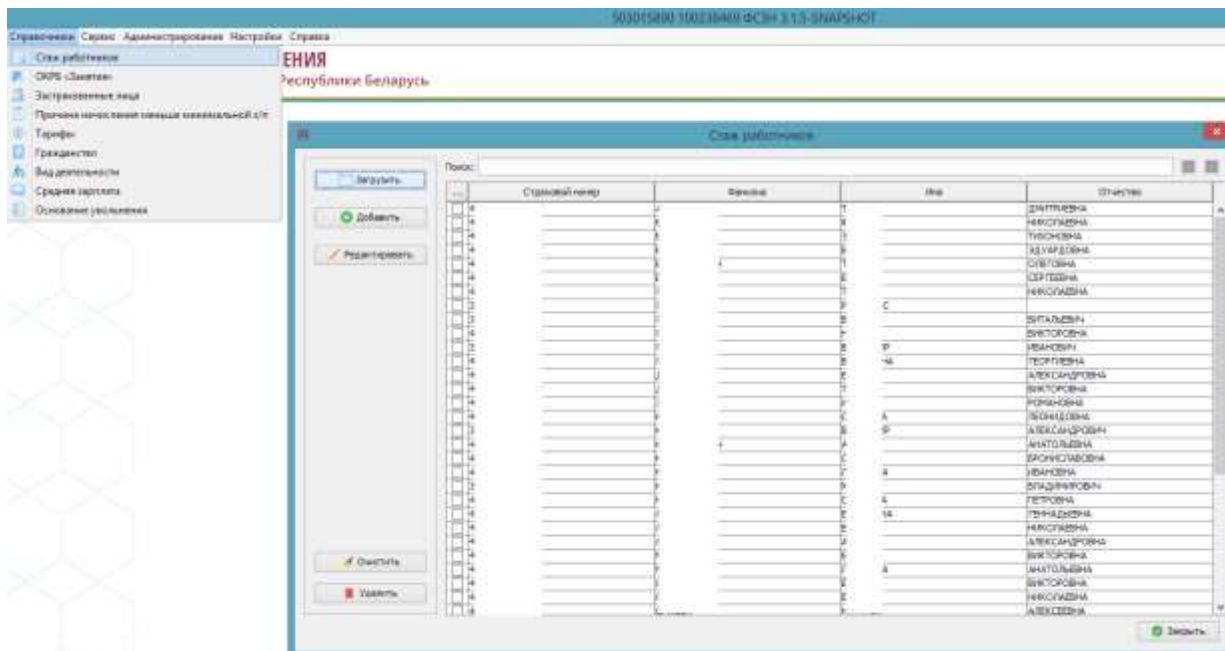 503015890 100238469 ФСЗН 3.1.5-SNAPSHOT
Справочники Сервис Администрирование Настройки Справка
Стаж работников
ЕНИЯ
ОКРБ «Занятия»
Республики Беларусь
Застрахованные лица
Причина начисления меньше минимальной з/п
Тарифы
Стаж работников
Гражданство
Вид деятельности
Поиск:
Загрузить
Средняя зарплата
... Страховой номер Фамилия Имя Отчество
Основание увольнения
Добавить
Редактировать
ДМИТРИЕВНА
НИКОЛАЕВНА
ТИХОНОВНА
ЭДУАРДОВНА
ОЛЕГОВНА
СЕРГЕЕВНА
НИКОЛАЕВНА
С
ВИТАЛЬЕВИЧ
ВИКТОРОВНА
ИВАНОВИЧ
ГЕОРГИЕВНА
АЛЕКСАНДРОВНА
ВИКТОРОВНА
РОМАНОВНА
ЛЕОНИДОВНА
АЛЕКСАНДРОВИЧ
АНАТОЛЬЕВНА
БРОНИСЛАВОВНА
ИВАНОВНА
ВЛАДИМИРОВИЧ
ПЕТРОВНА
ГЕННАДЬЕВНА
НИКОЛАЕВНА
АЛЕКСАНДРОВНА
ВИКТОРОВНА
АНАТОЛЬЕВНА
ВИКТОРОВНА
НИКОЛАЕВНА
АЛЕКСЕЕВНА
Очистить
Удалить
Закрыть